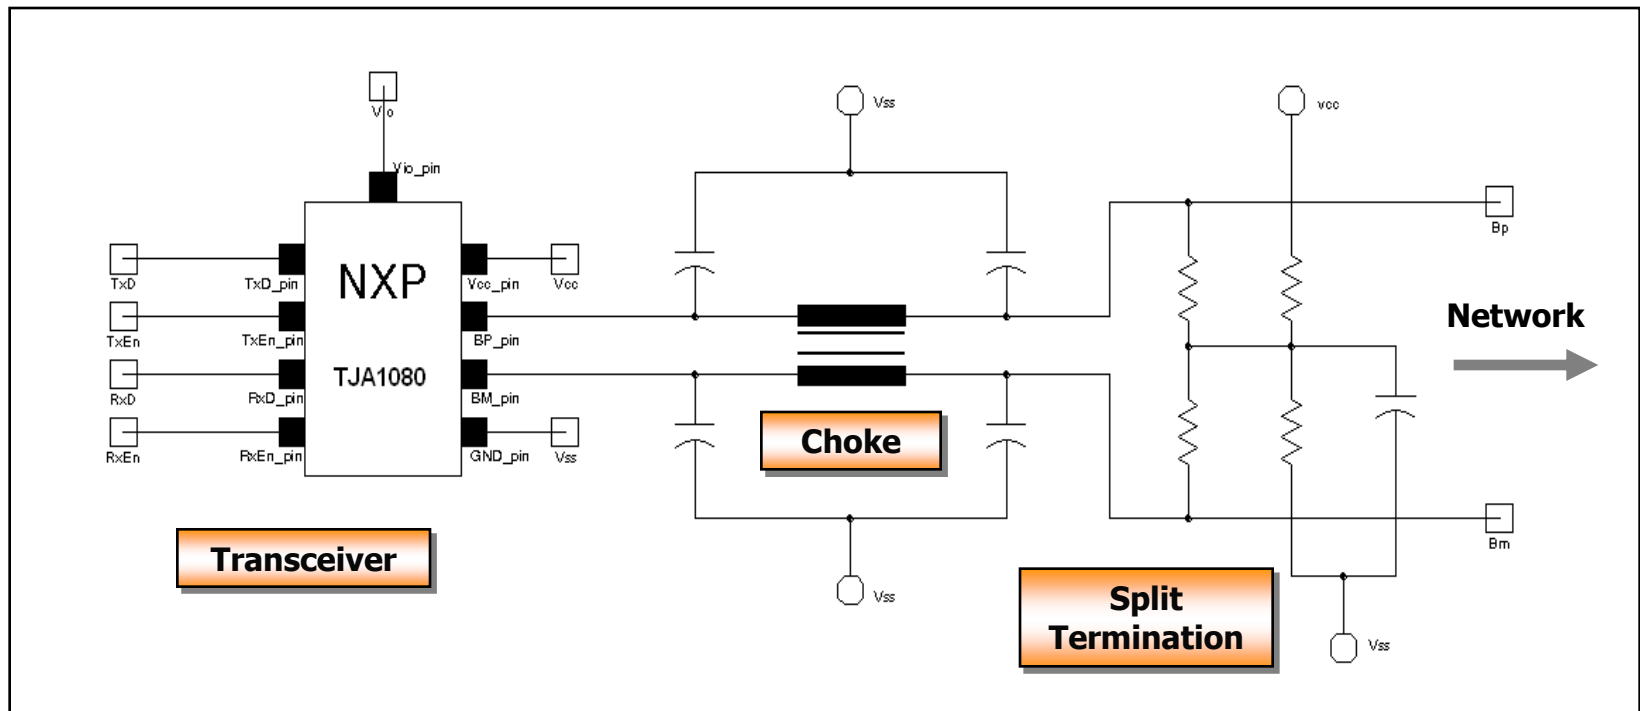 Vio
Vio_pin
Vss
vcc
TxD
TxD_pin
NXP
Vcc_pin
Vcc
Bp
TxEn
TxEn_pin
BP_pin
Network
RxD
RxD_pin
TJA1080
BM_pin
Choke
RxEn
RxEn_pin
GND_pin
Vss
Transceiver
Bm
Vss
Split
Termination
Vss